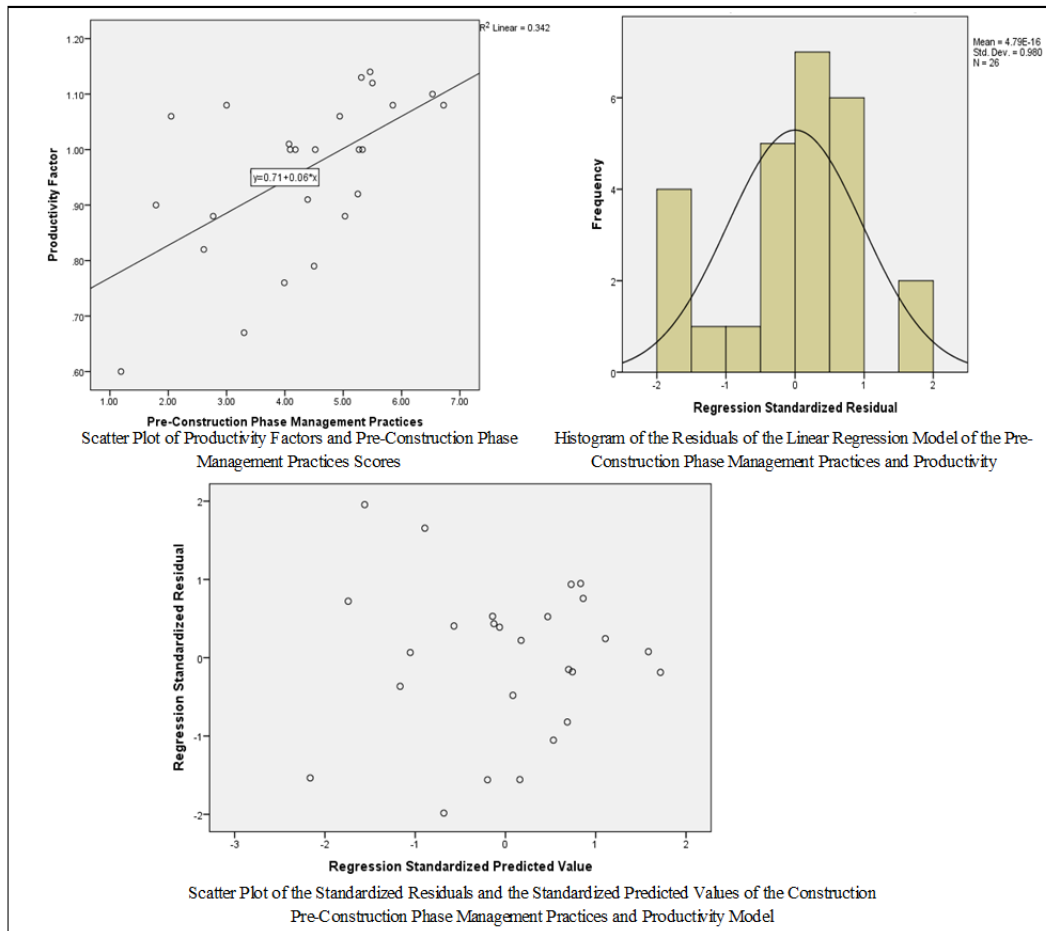 R² Linear = 0.342
1.20
1.10
1.00
.90
.80
.70
.60
Productivity Factor
y=0.71+0.06*x
1.00 2.00 3.00 4.00 5.00 6.00 7.00
Pre-Construction Phase Management Practices
Scatter Plot of Productivity Factors and Pre-Construction Phase
Management Practices Scores
Mean = 4.79E-16
Std. Dev. = 0.980
N = 26
6
4
2
0
Frequency
-2 -1 0 1 2
Regression Standardized Residual
Histogram of the Residuals of the Linear Regression Model of the Pre-
Construction Phase Management Practices and Productivity
2
1
0
-1
-2
Regression Standardized Residual
-3 -2 -1 0 1 2
Regression Standardized Predicted Value
Scatter Plot of the Standardized Residuals and the Standardized Predicted Values of the Construction
Pre-Construction Phase Management Practices and Productivity Model